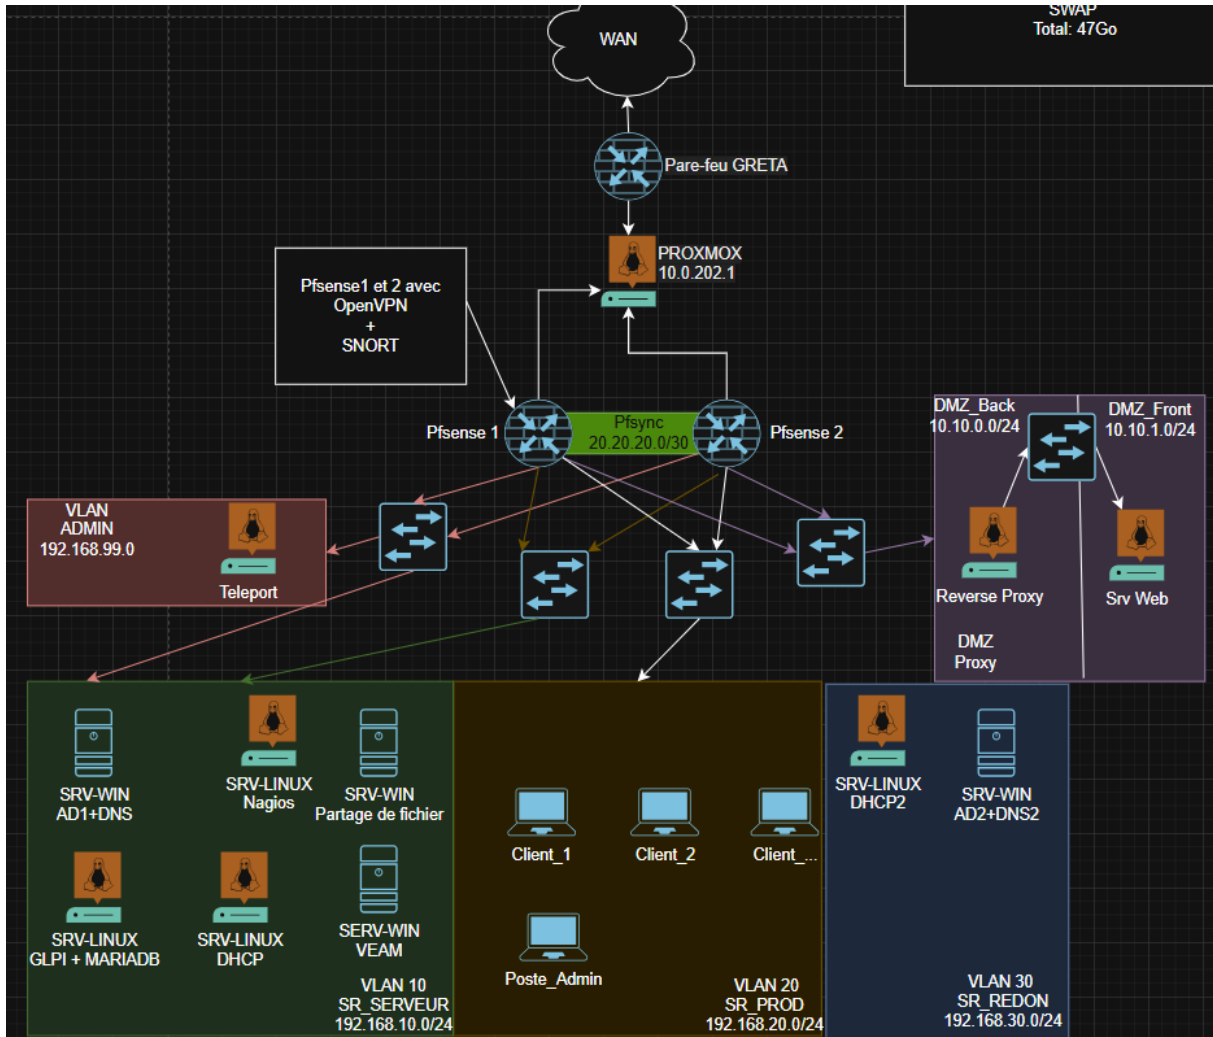 SWAP
Total: 47Go
WAN
Pare-feu GRETA
PROXMOX
10.0.202.1
Pfsense1 et 2 avec
OpenVPN
+
SNORT
Pfsense 1
Pfsync
20.20.20.0/30
Pfsense 2
DMZ_Back
10.10.0.0/24
DMZ_Front
10.10.1.0/24
Reverse Proxy
Srv Web
DMZ
Proxy
VLAN
ADMIN
192.168.99.0
Teleport
SRV-WIN
AD1+DNS
SRV-LINUX
Nagios
SRV-WIN
Partage de fichier
SRV-LINUX
GLPI + MARIADB
SRV-LINUX
DHCP
SERV-WIN
VEAM
VLAN 10
SR_SERVEUR
192.168.10.0/24
Client_1
Client_2
Client_...
Poste_Admin
VLAN 20
SR_PROD
192.168.20.0/24
SRV-LINUX
DHCP2
SRV-WIN
AD2+DNS2
VLAN 30
SR_REDON
192.168.30.0/24